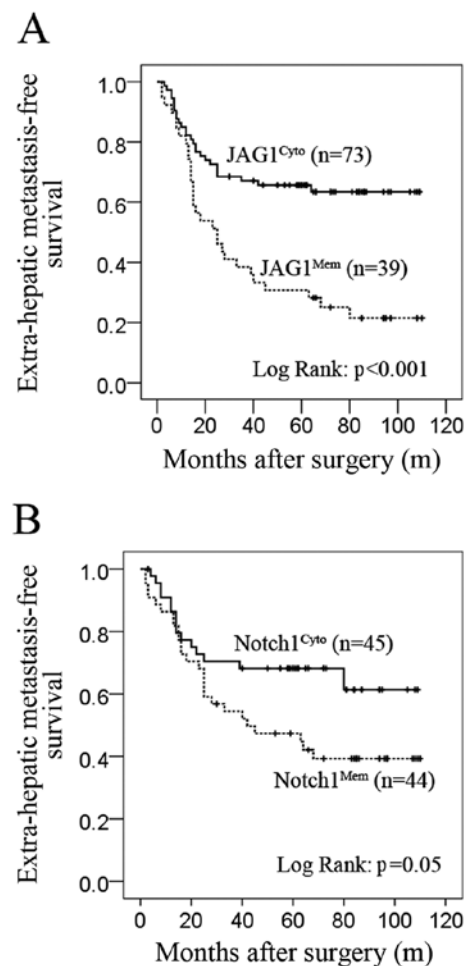 A
Extra-hepatic metastasis-free
survival
1.0
0.8
0.6
0.4
0.2
0.0
JAG1Cyto (n=73)
JAG1Mem (n=39)
Log Rank: p<0.001
0 20 40 60 80 100 120
Months after surgery (m)
B
Extra-hepatic metastasis-free
survival
1.0
0.8
0.6
0.4
0.2
0.0
Notch1Cyto (n=45)
Notch1Mem (n=44)
Log Rank: p=0.05
0 20 40 60 80 100 120
Months after surgery (m)